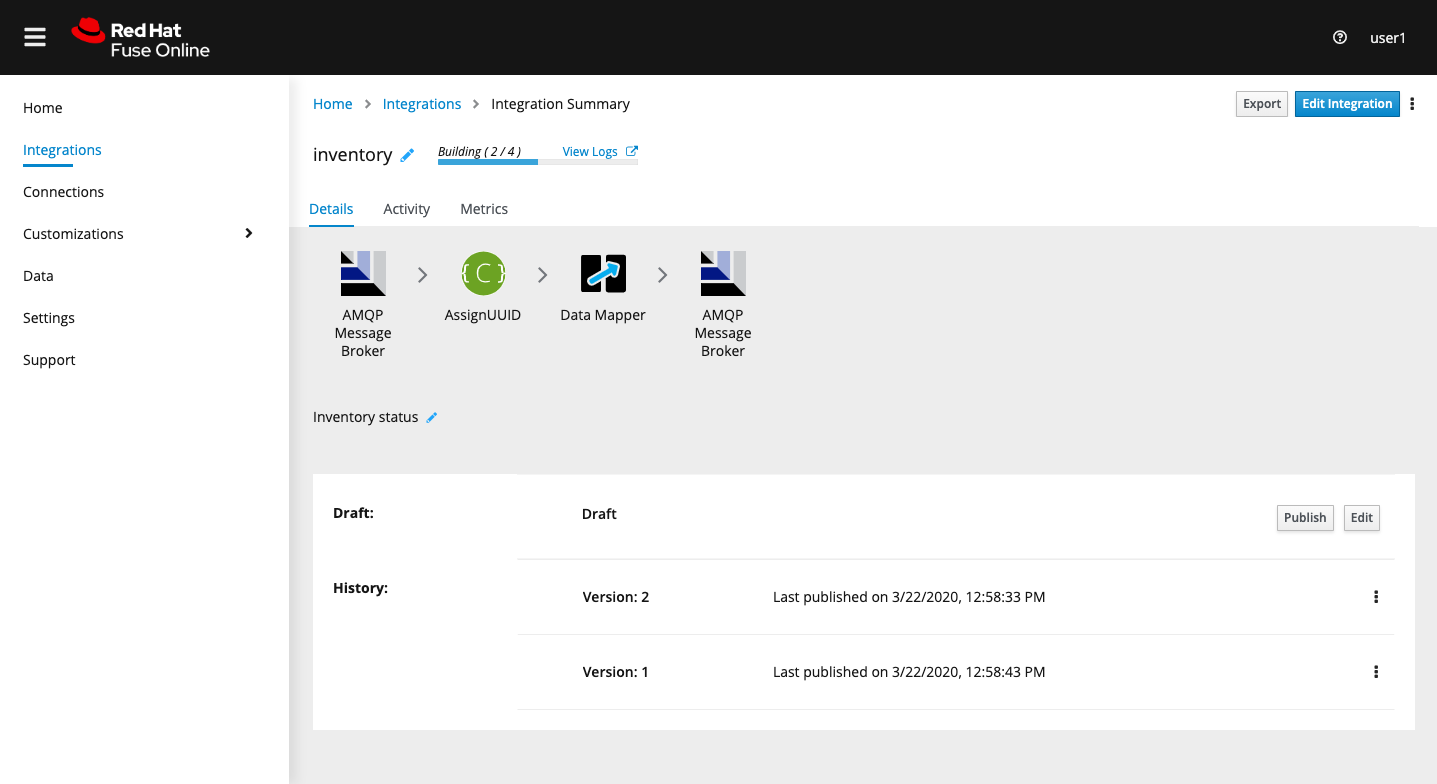 Red Hat
Fuse Online
user1
Home
Integrations
Connections
Customizations
Data
Settings
Support
Home > Integrations > Integration Summary
Export
Edit Integration
inventory
Building ( 2 / 4 )
View Logs
Details
Activity
Metrics
AMQP
Message
Broker
{ C }
AssignUUID
Data Mapper
AMQP
Message
Broker
Inventory status
Draft:
Draft
Publish
Edit
History:
Version: 2
Last published on 3/22/2020, 12:58:33 PM
Version: 1
Last published on 3/22/2020, 12:58:43 PM